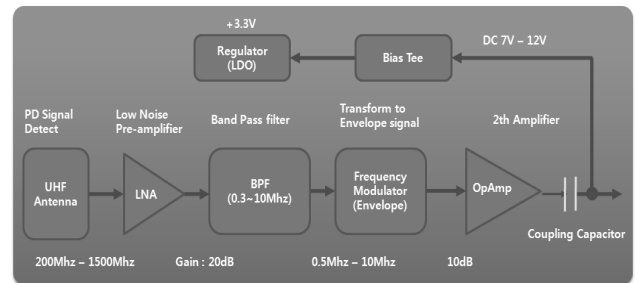 +3.3V
Regulator
(LDO)
Bias Tee
DC 7V – 12V
PD Signal
Detect
Low Noise
Pre-amplifier
Band Pass filter
Transform to
Envelope signal
2th Amplifier
UHF
Antenna
LNA
BPF
(0.3~10Mhz)
Frequency
Modulator
(Envelope)
OpAmp
Coupling Capacitor
200Mhz – 1500Mhz
Gain : 20dB
0.5Mhz – 10Mhz
10dB